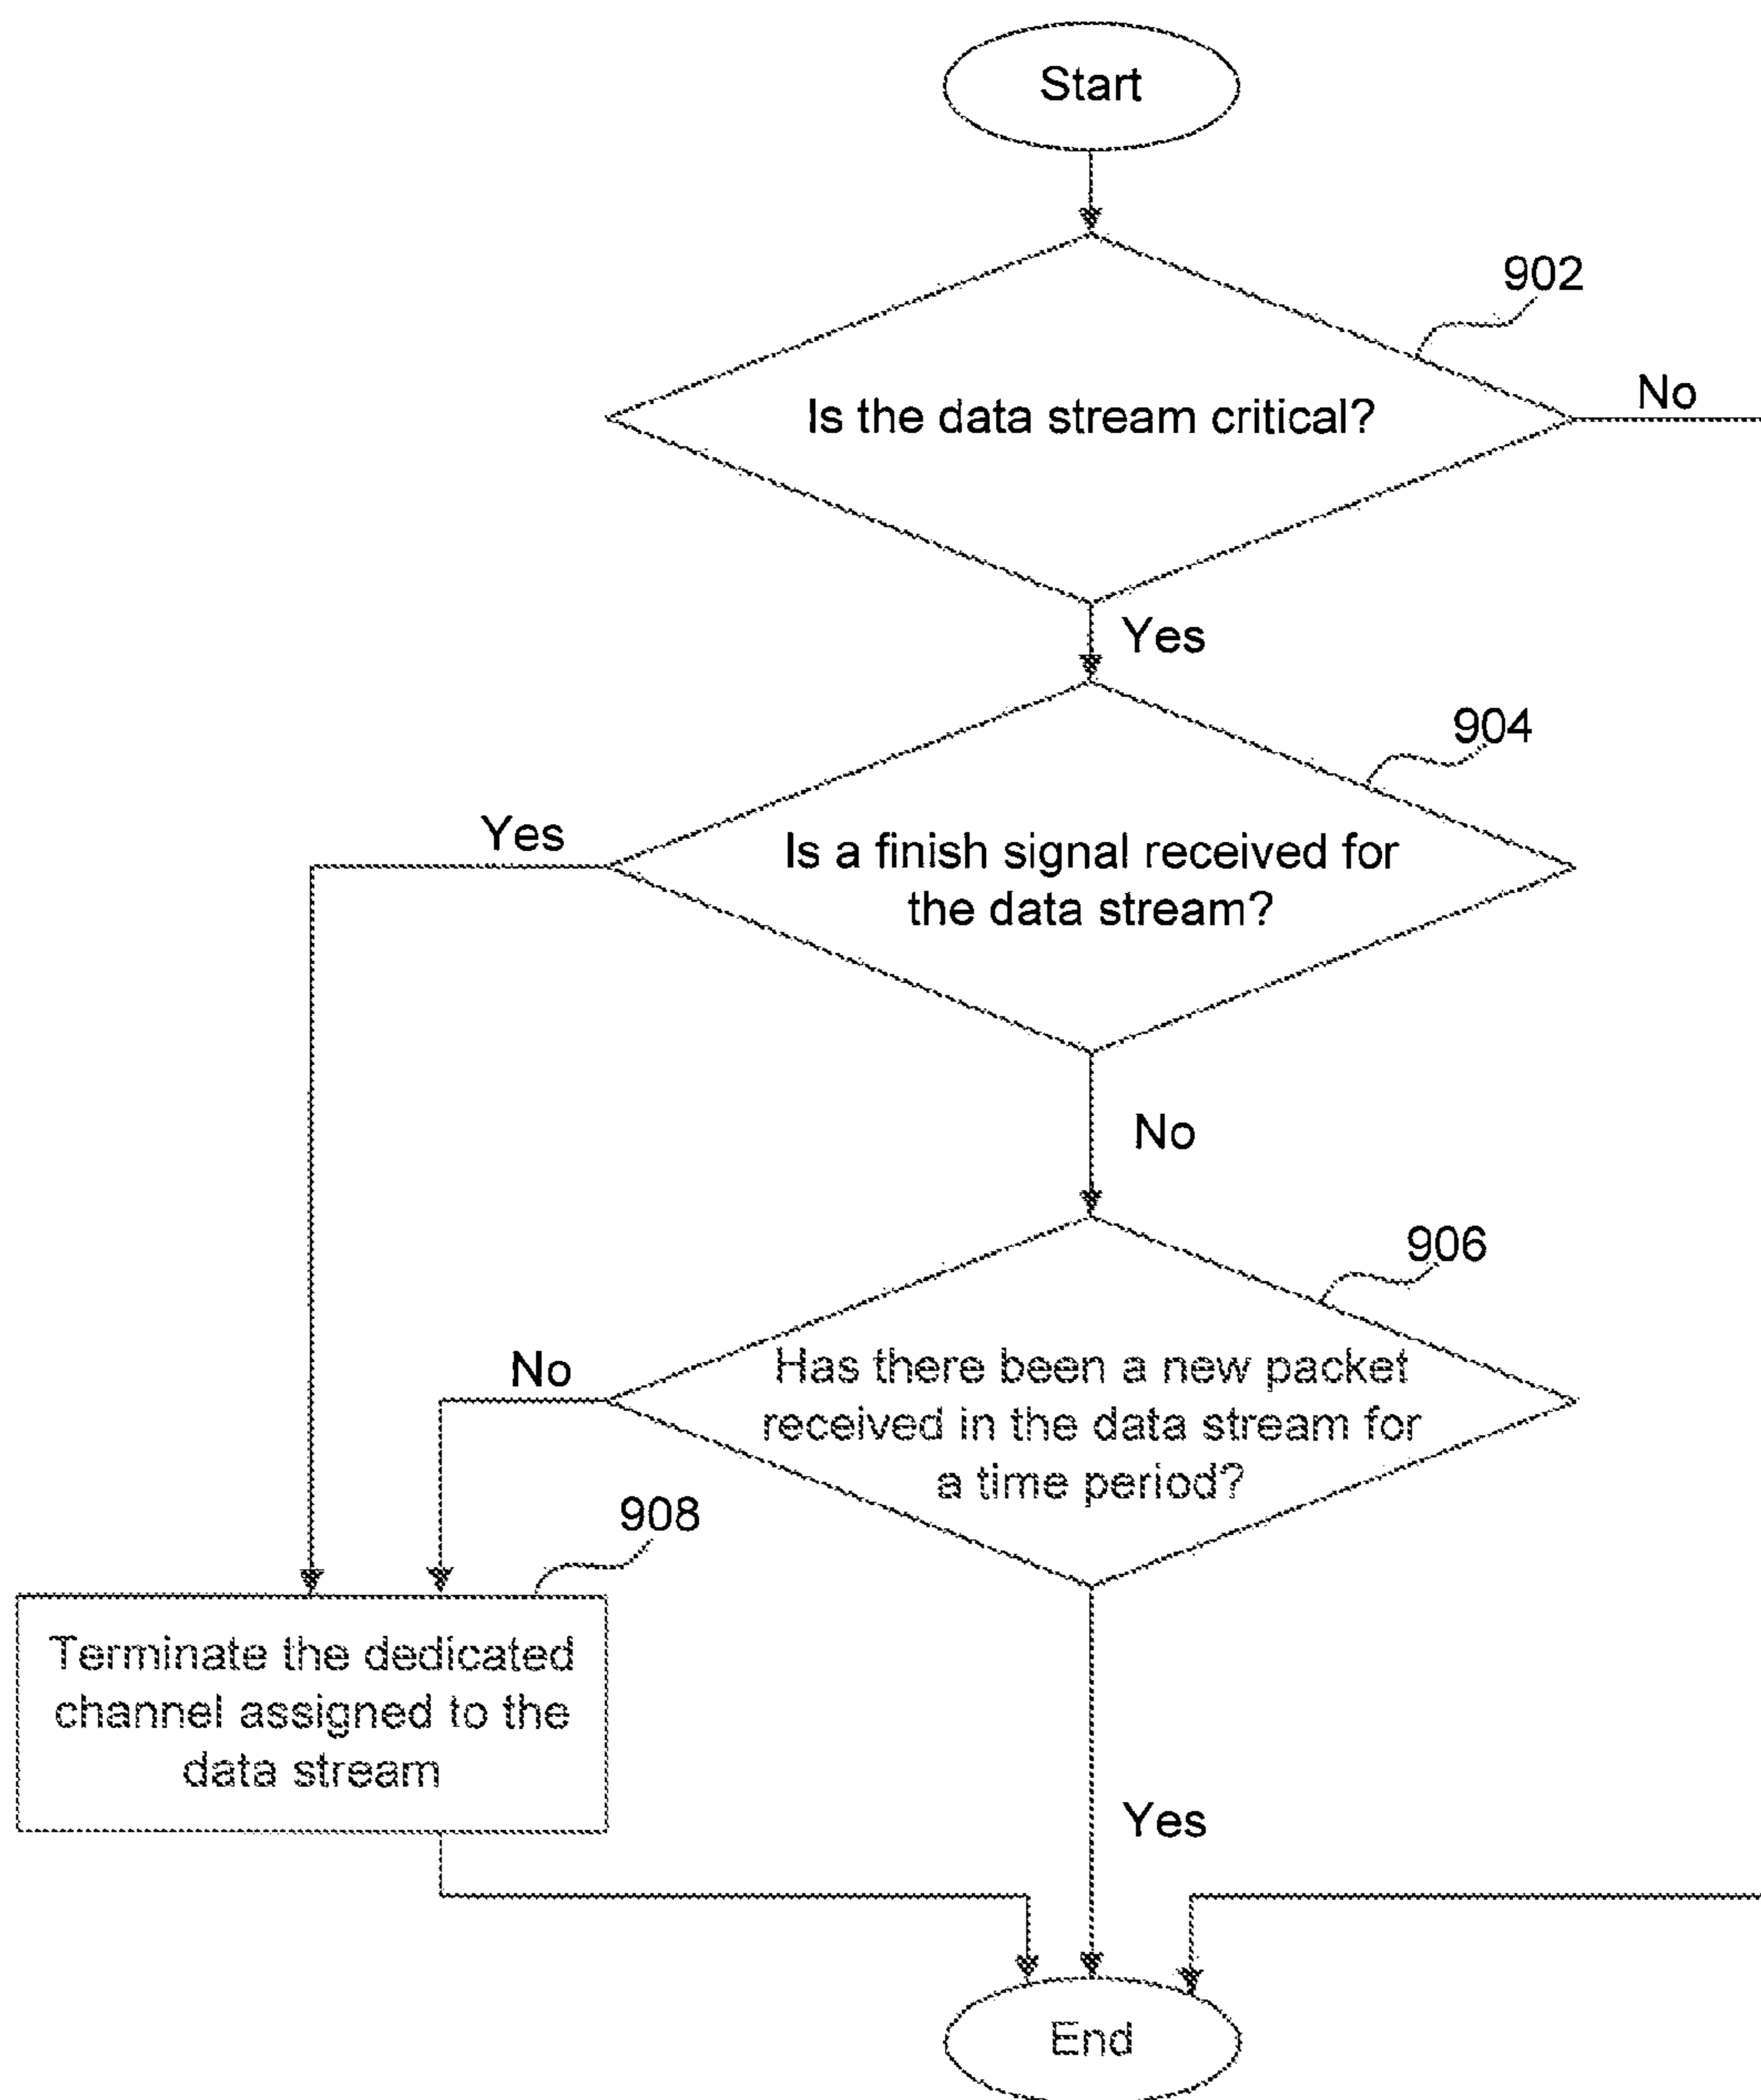 Start
902
Is the data stream critical?
No
Yes
904
Yes
Is a finish signal received for
the data stream?
No
906
No
Has there been a new packet
received in the data stream for
a time period?
908
Terminate the dedicated
channel assigned to the
data stream
Yes
End